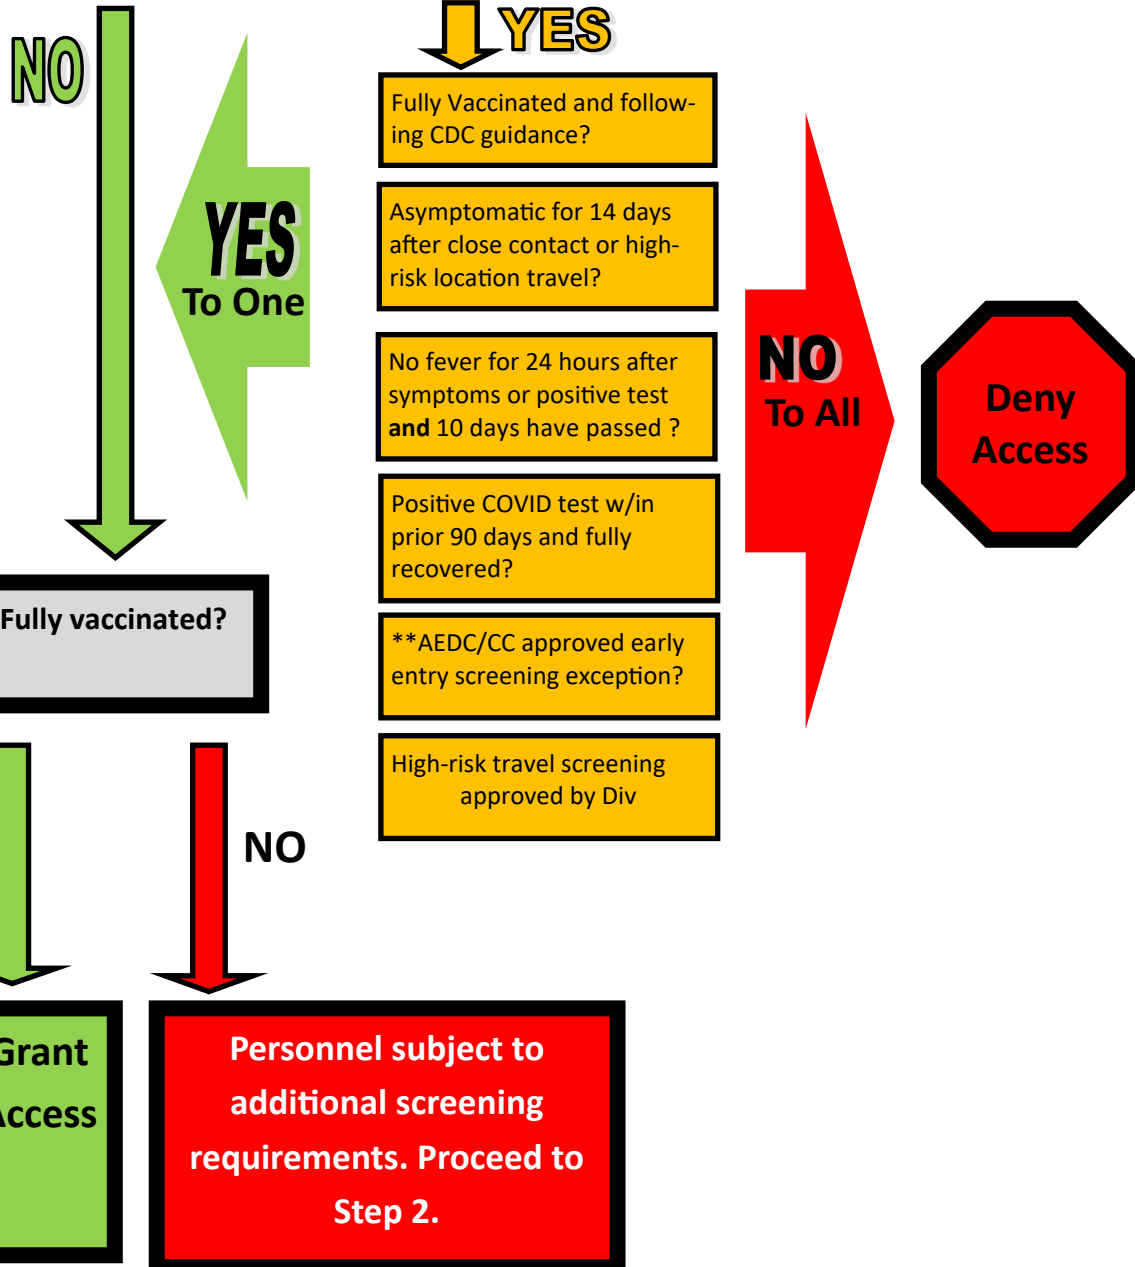 NO
YES
Fully Vaccinated and follow-
ing CDC guidance?
Asymptomatic for 14 days
after close contact or high-
risk location travel?
YES
To One
No fever for 24 hours after
symptoms or positive test
and 10 days have passed ?
NO
To All
Deny
Access
Positive COVID test w/in
prior 90 days and fully
recovered?
Fully vaccinated?
**AEDC/CC approved early
entry screening exception?
High-risk travel screening
approved by Div
NO
Grant
Access
Personnel subject to
additional screening
requirements. Proceed to
Step 2.